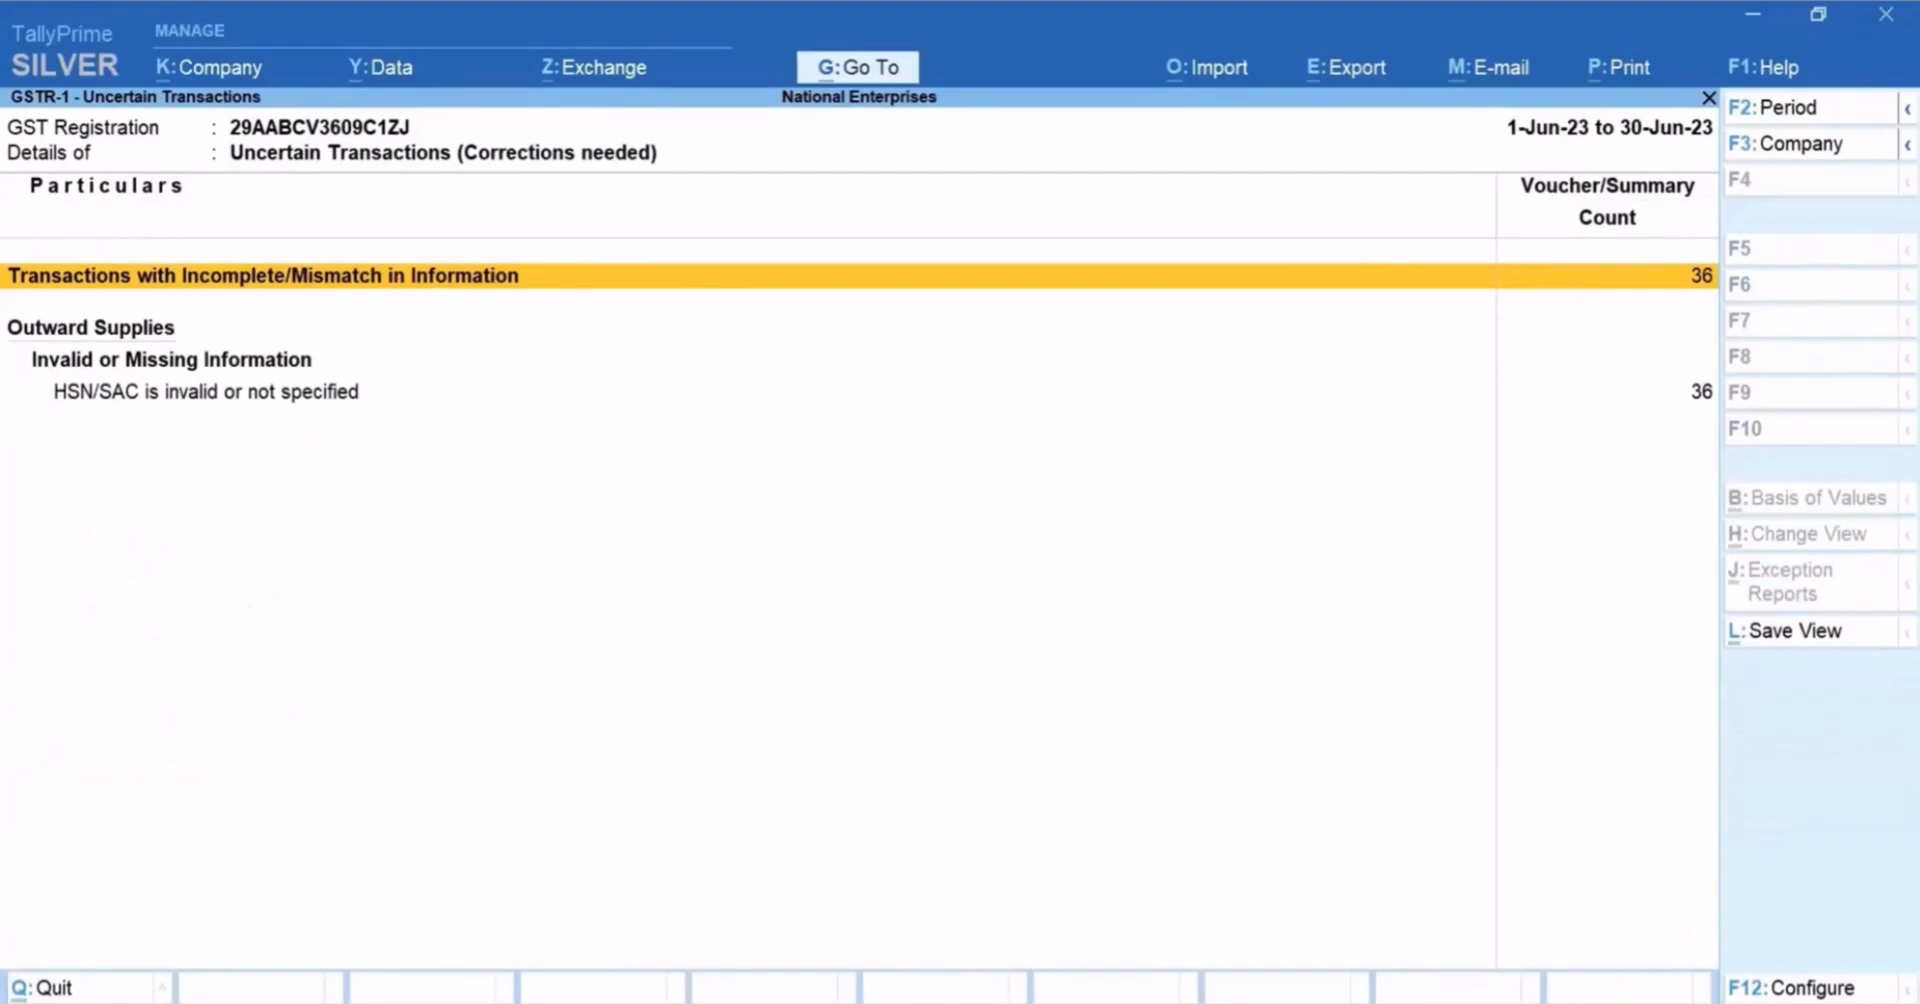 TallyPrime
MANAGE
SILVER
K:Company
Y:Data
Z:Exchange
G:Go To
O:Import
E:Export
M:E-mail
P:Print
F1:Help
GSTR-1 - Uncertain Transactions
National Enterprises
GST Registration : 29AABCV3609C1ZJ
1-Jun-23 to 30-Jun-23
Details of : Uncertain Transactions (Corrections needed)
Particulars
Voucher/Summary
Count
Transactions with Incomplete/Mismatch in Information 36
Outward Supplies
Invalid or Missing Information
HSN/SAC is invalid or not specified 36
F2:Period
F3:Company
F4
F5
F6
F7
F8
F9
F10
B:Basis of Values
H:Change View
J:Exception
Reports
L:Save View
Q:Quit
F12:Configure